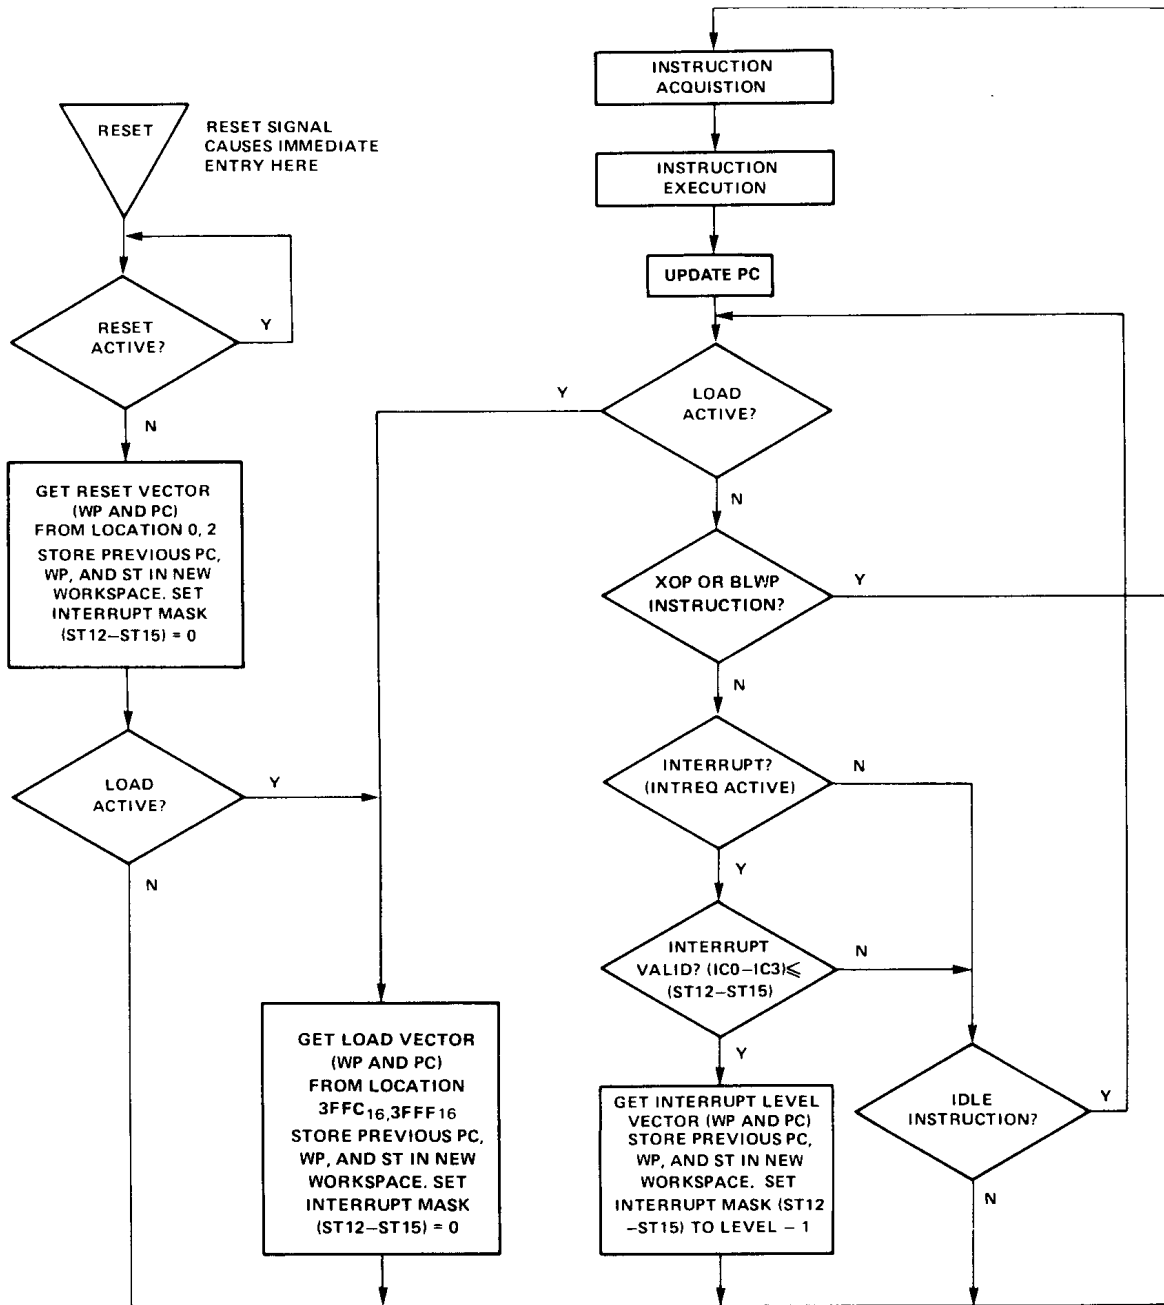 RESET
RESET SIGNAL
CAUSES IMMEDIATE
ENTRY HERE
RESET
ACTIVE?
Y
N
GET RESET VECTOR
(WP AND PC)
FROM LOCATION 0, 2
STORE PREVIOUS PC,
WP, AND ST IN NEW
WORKSPACE. SET
INTERRUPT MASK
(ST12–ST15) = 0
LOAD
ACTIVE?
Y
N
GET LOAD VECTOR
(WP AND PC)
FROM LOCATION
3FFC16,3FFF16
STORE PREVIOUS PC,
WP, AND ST IN NEW
WORKSPACE. SET
INTERRUPT MASK
(ST12–ST15) = 0
INSTRUCTION
ACQUISTION
INSTRUCTION
EXECUTION
UPDATE PC
LOAD
ACTIVE?
Y
N
XOP OR BLWP
INSTRUCTION?
Y
N
INTERRUPT?
(INTREQ ACTIVE)
N
Y
INTERRUPT
VALID? (IC0–IC3)⩽
(ST12–ST15)
N
Y
GET INTERRUPT LEVEL
VECTOR (WP AND PC)
STORE PREVIOUS PC,
WP, AND ST IN NEW
WORKSPACE. SET
INTERRUPT MASK (ST12
–ST15) TO LEVEL – 1
IDLE
INSTRUCTION?
Y
N